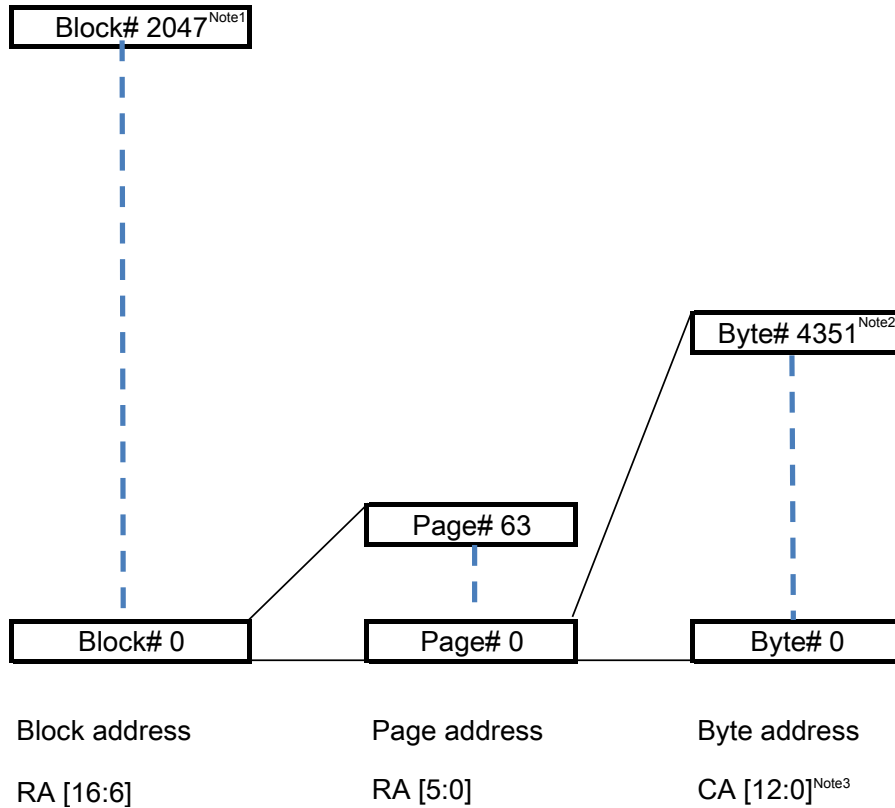 Block# 2047Note1
Byte# 4351Note2
Page# 63
Block# 0 Page# 0 Byte# 0
Block address Page address Byte address
RA [16:6] RA [5:0] CA [12:0]Note3